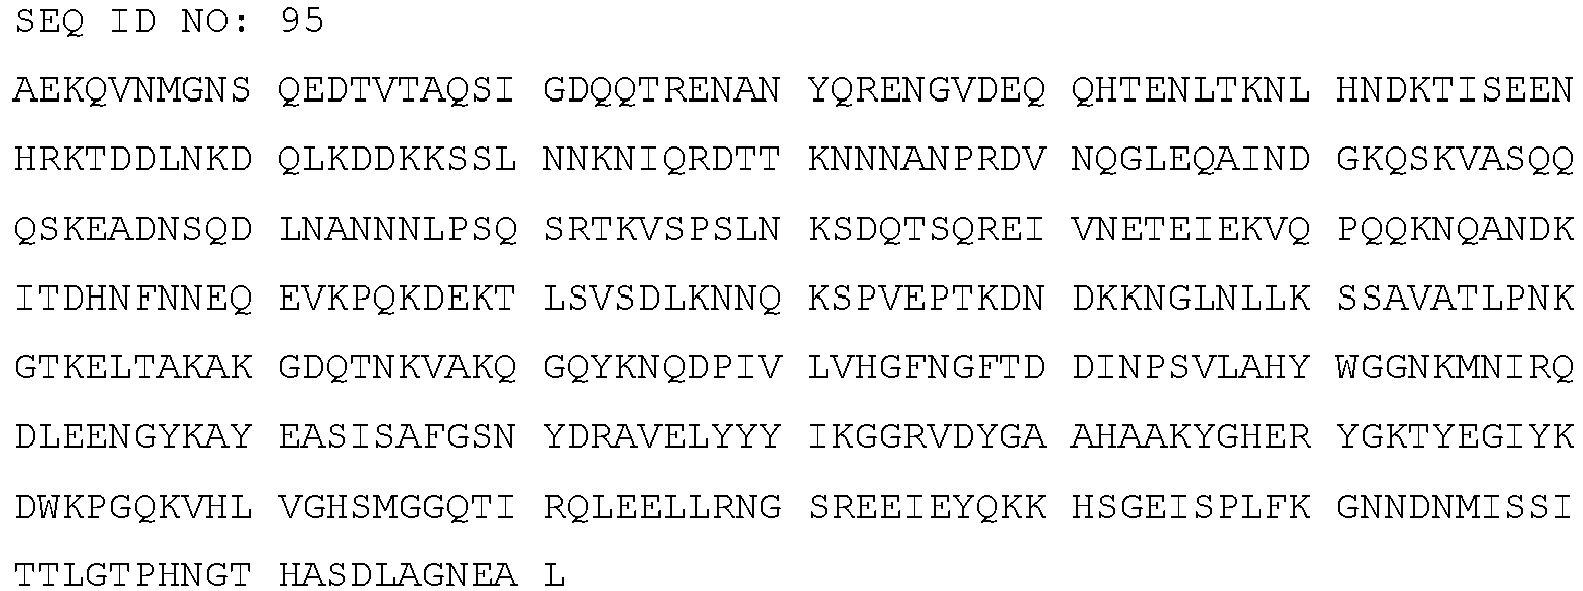 SEQ ID NO: 95
AEKQVNMGNS QEDTVTAQSI GDQQTRENAN YQRENGVDEQ QHTENLTKNL HNDKTISEEN
HRKTDDLNKD QLKDDKKSSL NNKNIQRDTT KNNNANPRDV NQGLEQAIND GKQSKVASQQ
QSKEADNSQD LNANNNLPSQ SRTKVSPSLN KSDQTSQREI VNETEIEKVQ PQQKNQANDK
ITDHNFNNEQ EVKPQKDEKT LSVSDLKNNQ KSPVEPTKDN DKKNGLNLLK SSAVATLPNK
GTKELTAKAK GDQTNKVAKQ GQYKNQDPIV LVHGFNGFTD DINPSVLAHY WGGNKMNIRQ
DLEENGYKAY EASISAFGSN YDRAVELYYY IKGGRVDYGA AHAAKYGHER YGKTYEGIYK
DWKPGQKVHL VGHSMGGQTI RQLEELLRNG SREEIEYQKK HSGEISPLFK GNNDNMISSI
TTLGTPHNGT HASDLAGNEA L